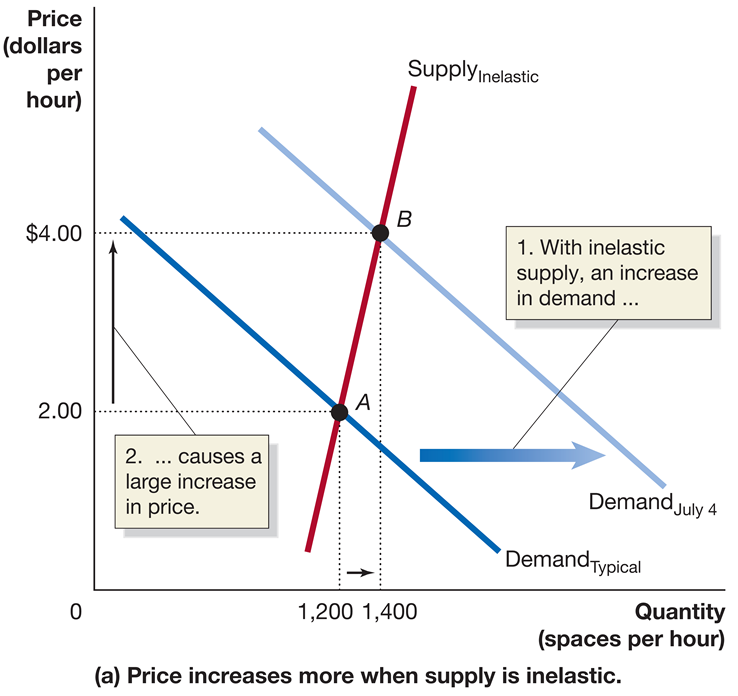 Price
(dollars
per
hour)
Supply Inelastic
B
$4.00
1. With inelastic
supply, an increase
in demand ...
A
2.00
2. ... causes a
large increase
in price.
Demand July 4
Demand Typical
0
1,200 1,400
Quantity
(spaces per hour)
(a) Price increases more when supply is inelastic.